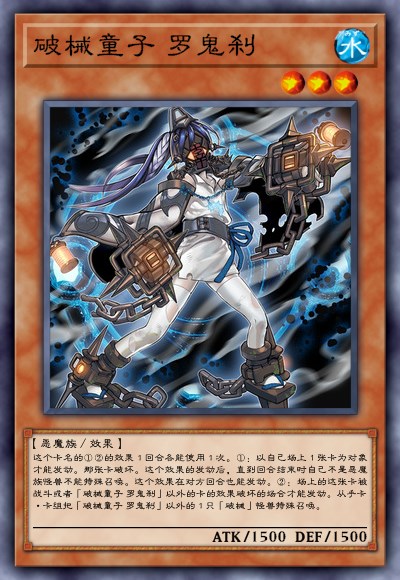 破械童子 罗鬼刹
水
【恶魔族／效果】
这个卡名的①②的效果1回合各能使用1次。①：以自己场上1张卡为对象
才能发动。那张卡破坏。这个效果的发动后，直到回合结束时自己不是恶魔
族怪兽不能特殊召唤。这个效果在对方回合也能发动。②：场上的这张卡被
战斗或者「破械童子 罗鬼刹」以外的卡的效果破坏的场合才能发动。从手卡
·卡组把「破械童子 罗鬼刹」以外的1只「破械」怪兽特殊召唤。
ATK/1500 DEF/1500